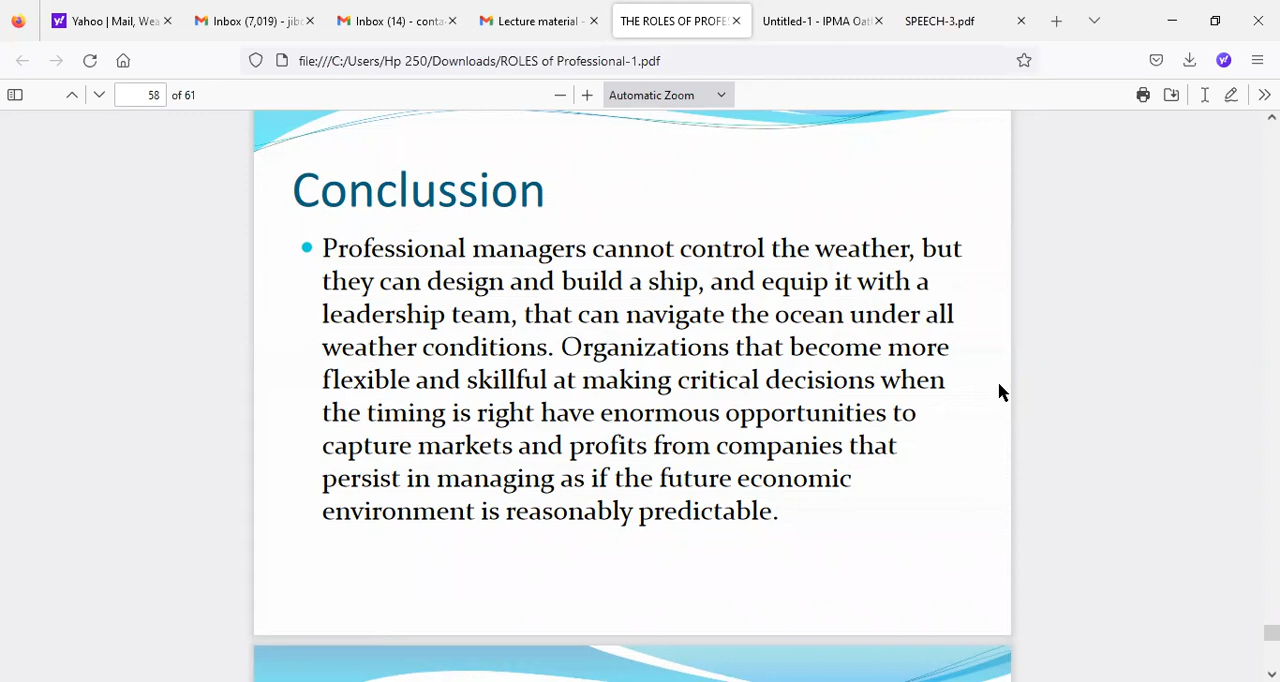 Yahoo | Mail, Wea
Inbox (7,019) - jib
Inbox (14) - conta
Lecture material -
THE ROLES OF PROFE
Untitled-1 - IPMA Oat
SPEECH-3.pdf
file:///C:/Users/Hp 250/Downloads/ROLES of Professional-1.pdf
58 of 61
Automatic Zoom
Conclussion
Professional managers cannot control the weather, but
they can design and build a ship, and equip it with a
leadership team, that can navigate the ocean under all
weather conditions. Organizations that become more
flexible and skillful at making critical decisions when
the timing is right have enormous opportunities to
capture markets and profits from companies that
persist in managing as if the future economic
environment is reasonably predictable.